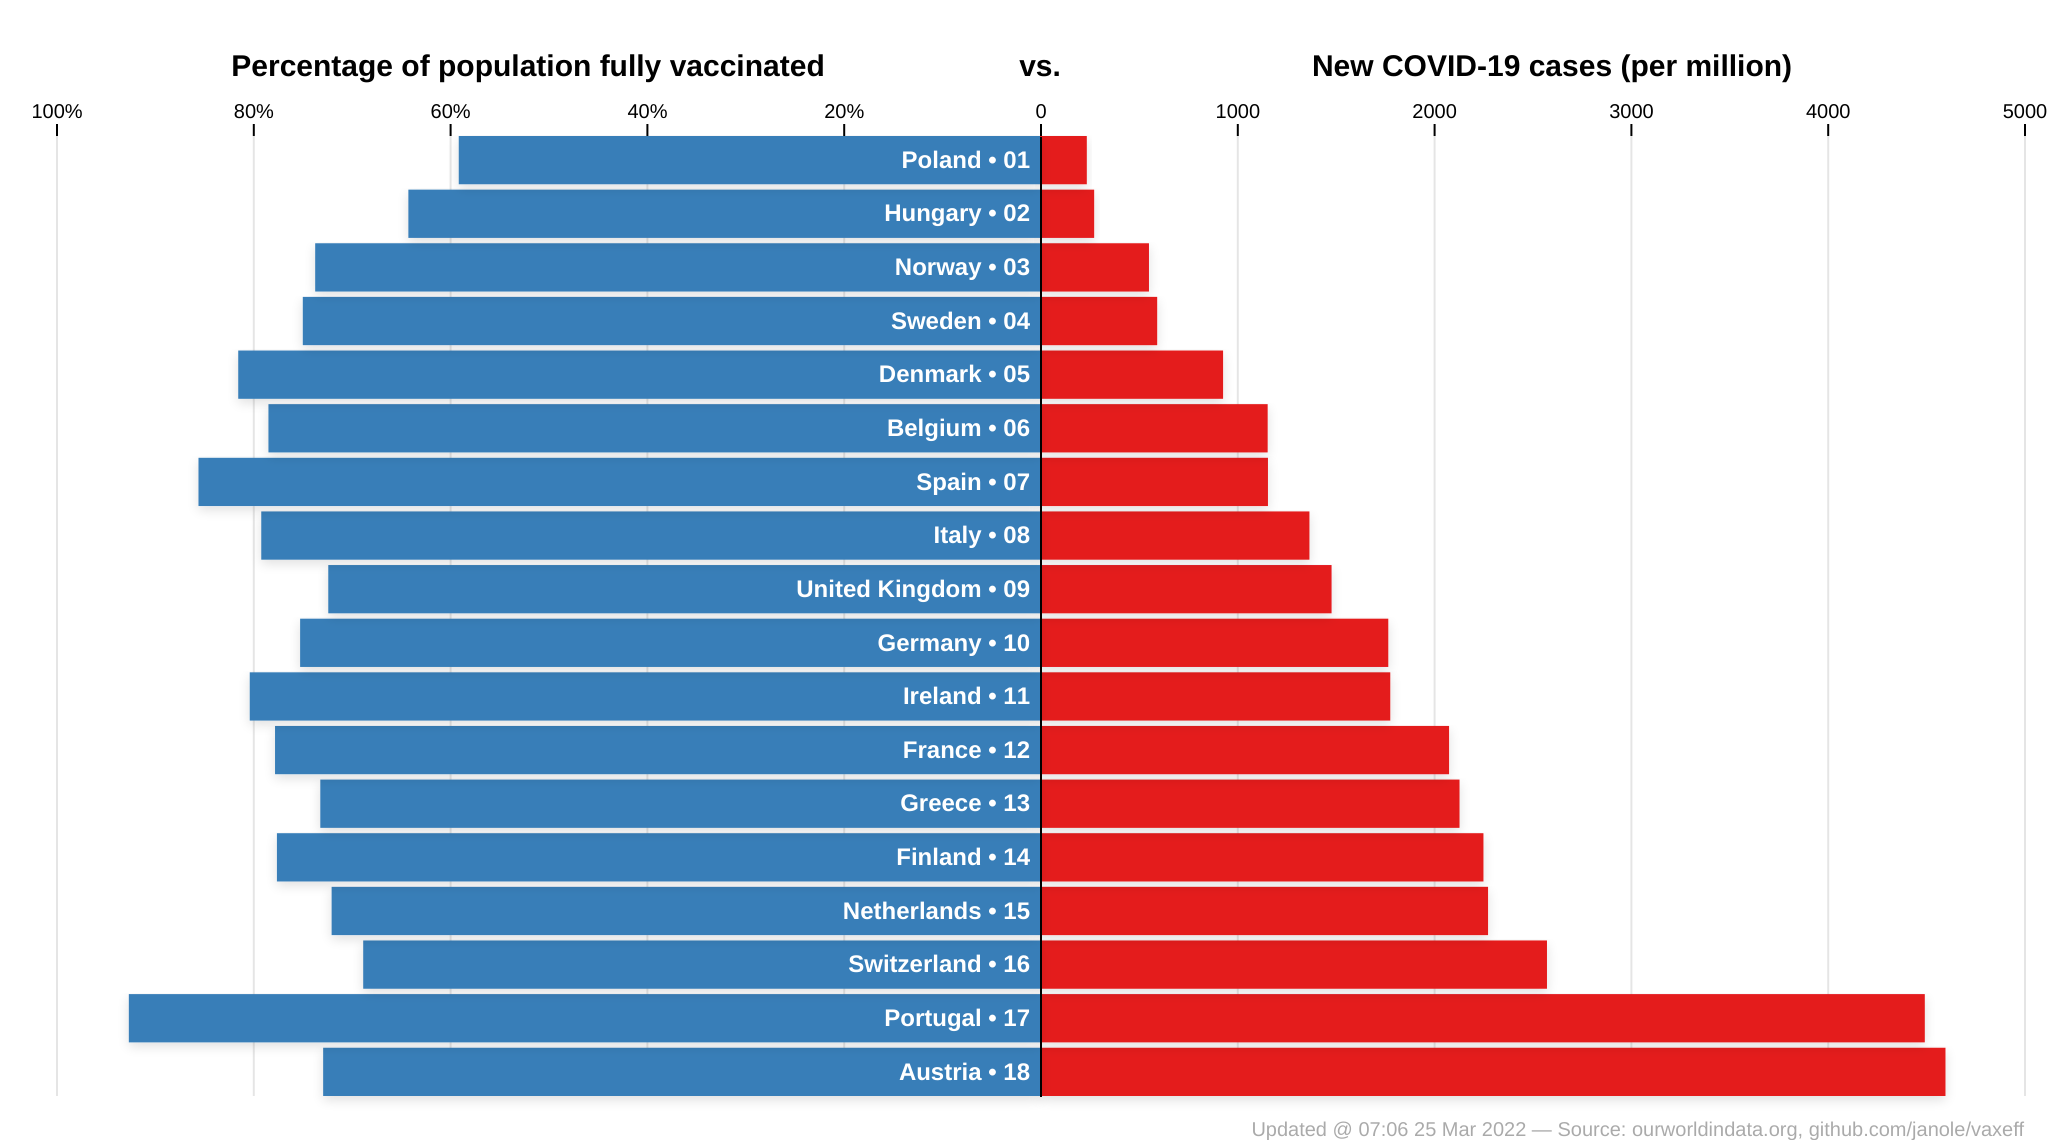 Percentage of population fully vaccinated vs. New COVID-19 cases (per million)
100% 80% 60% 40% 20% 0 1000 2000 3000 4000 5000
Poland • 01
Hungary • 02
Norway • 03
Sweden • 04
Denmark • 05
Belgium • 06
Spain • 07
Italy • 08
United Kingdom • 09
Germany • 10
Ireland • 11
France • 12
Greece • 13
Finland • 14
Netherlands • 15
Switzerland • 16
Portugal • 17
Austria • 18
Updated @ 07:06 25 Mar 2022 — Source: ourworldindata.org, github.com/janole/vaxeff